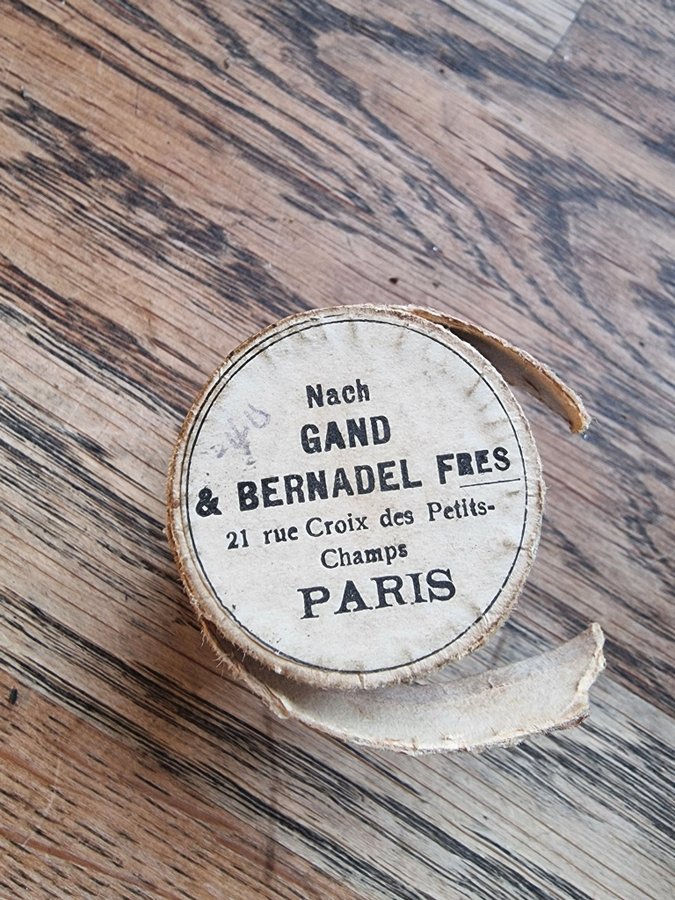 Nach
GAND
& BERNADEL FRES
21 rue Croix des Petits-
Champs
PARIS